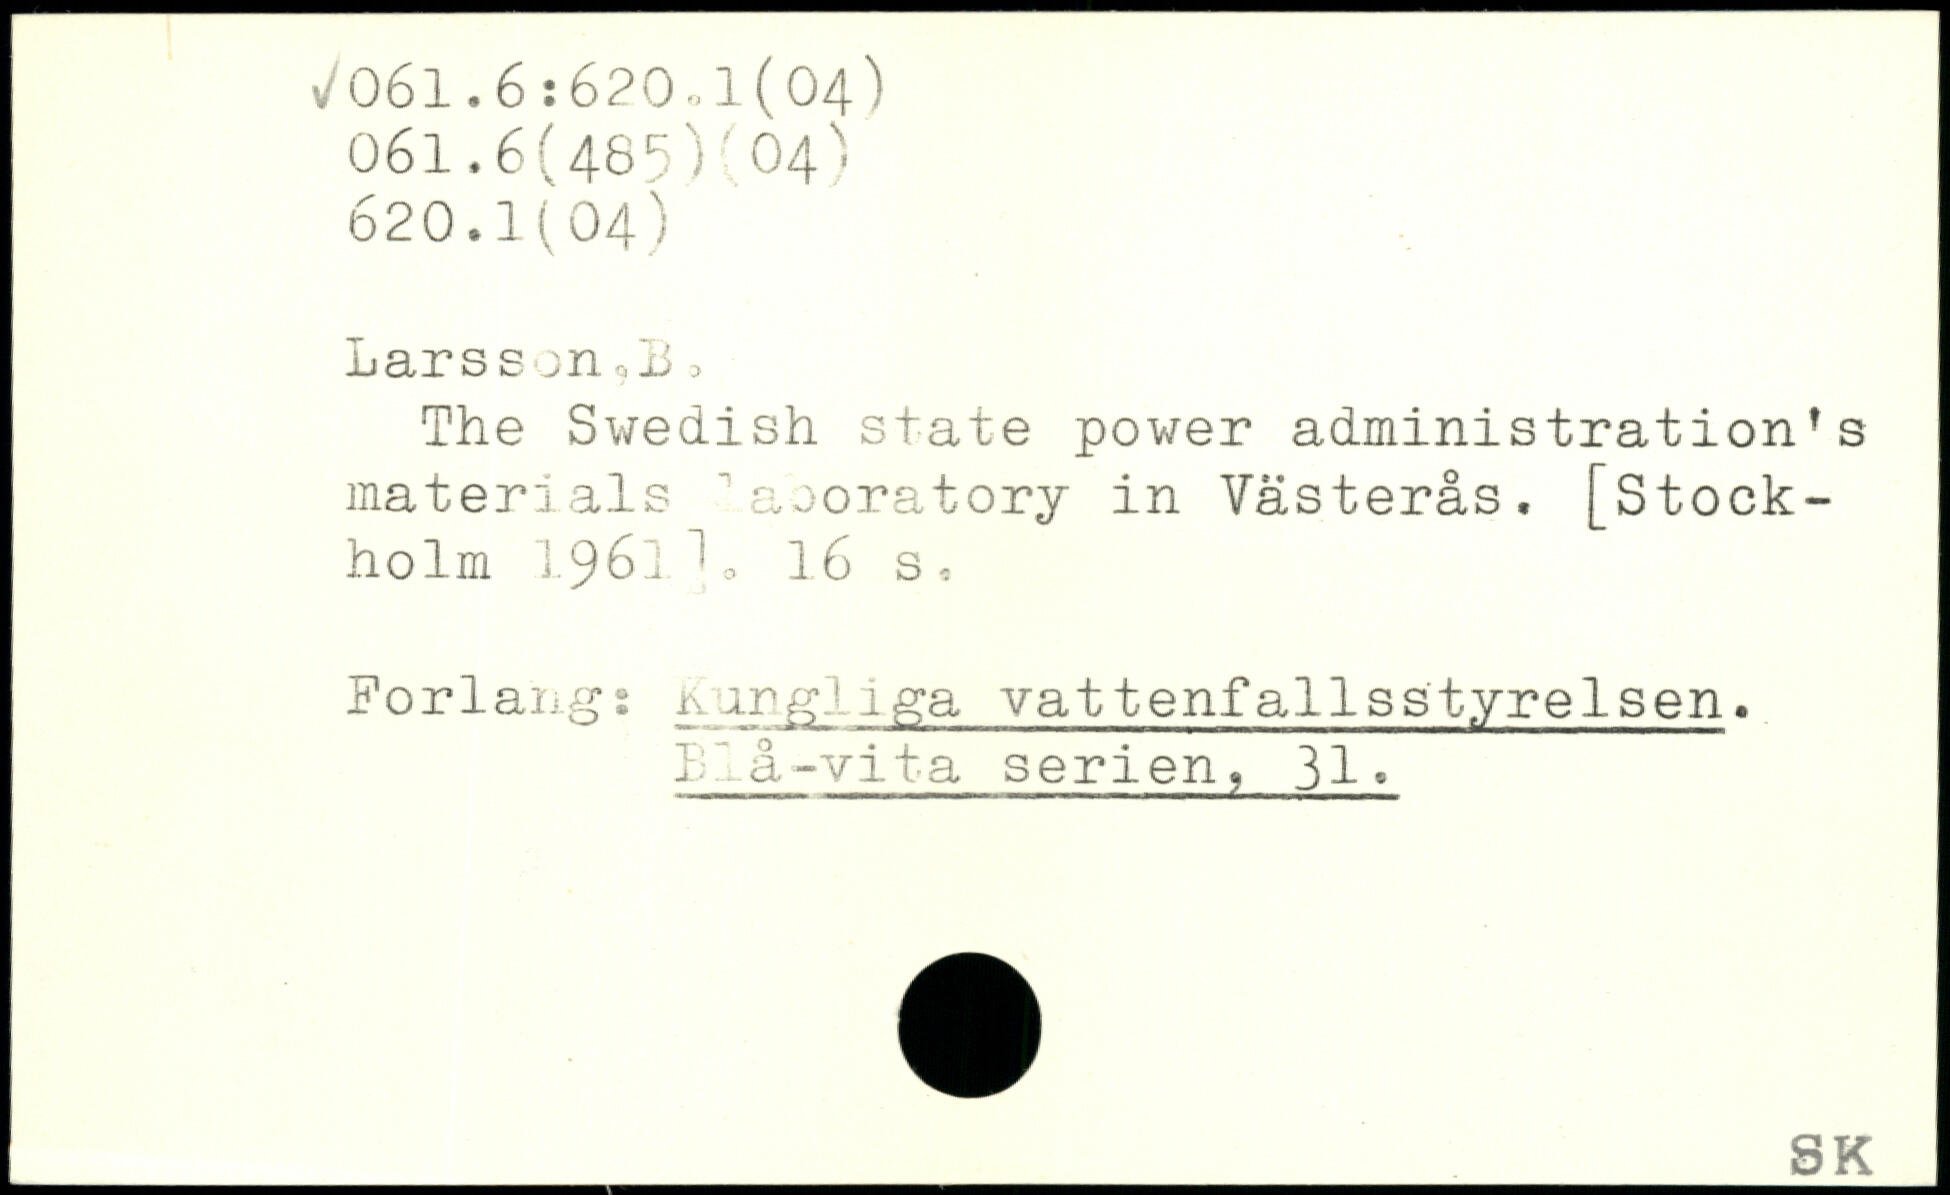 ✓061.6:620.1(04)
061.6(485)(04)
620.1(04)
Larsson,B.
The Swedish state power administration's
materials laboratory in Västerås. [Stock-
holm 1961]. 16 s.
Forlang: Kungliga vattenfallsstyrelsen.
Blå-vita serien, 31.
SK